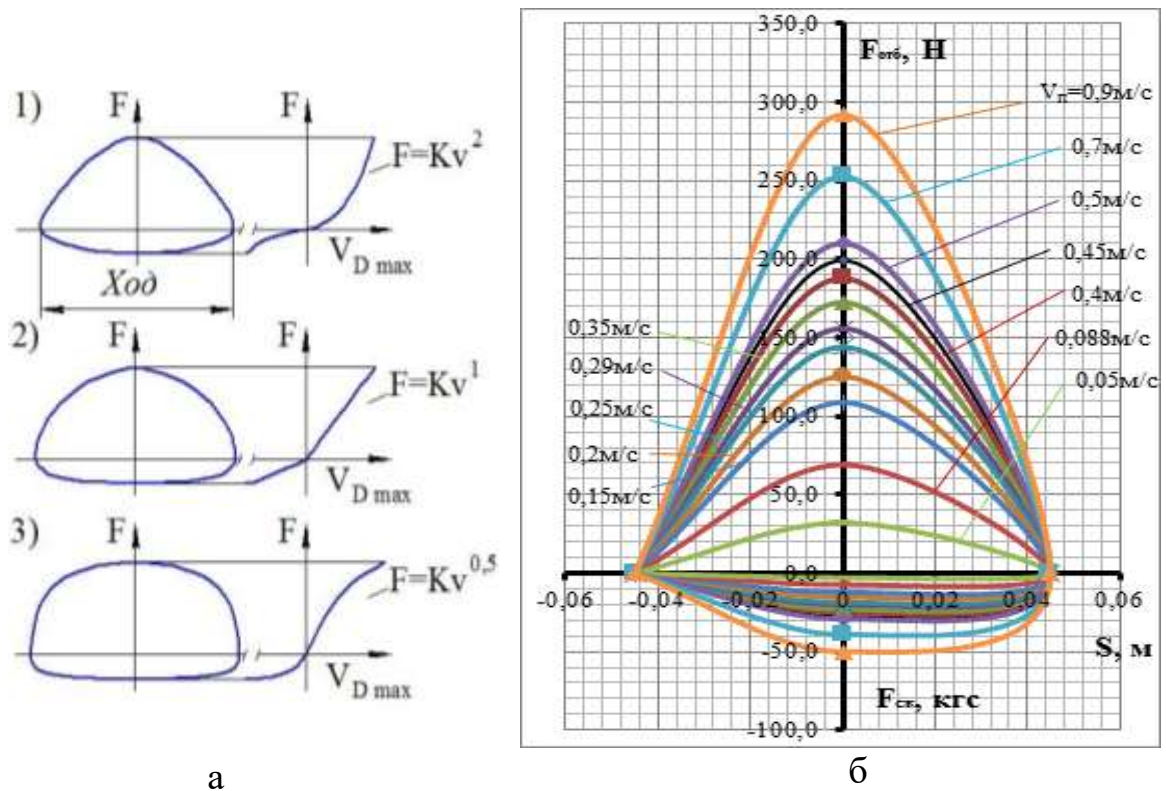 1)
F
F
F=Kv²
V D max
Ход
2)
F
F
F=Kv¹
V D max
3)
F
F
F=Kv⁰,⁵
V D max
а
350,0
Fотб, Н
300,0
Vп=0,9м/с
0,7м/с
250,0
0,5м/с
200,0
0,45м/с
0,4м/с
0,35м/с
150,0
0,088м/с
0,29м/с
0,05м/с
0,25м/с
100,0
0,2м/с
50,0
0,15м/с
0,0
-0,06
-0,04
-0,02
0
0,02
0,04
0,06
-50,0
S, м
Fсж, кгс
-100,0
б